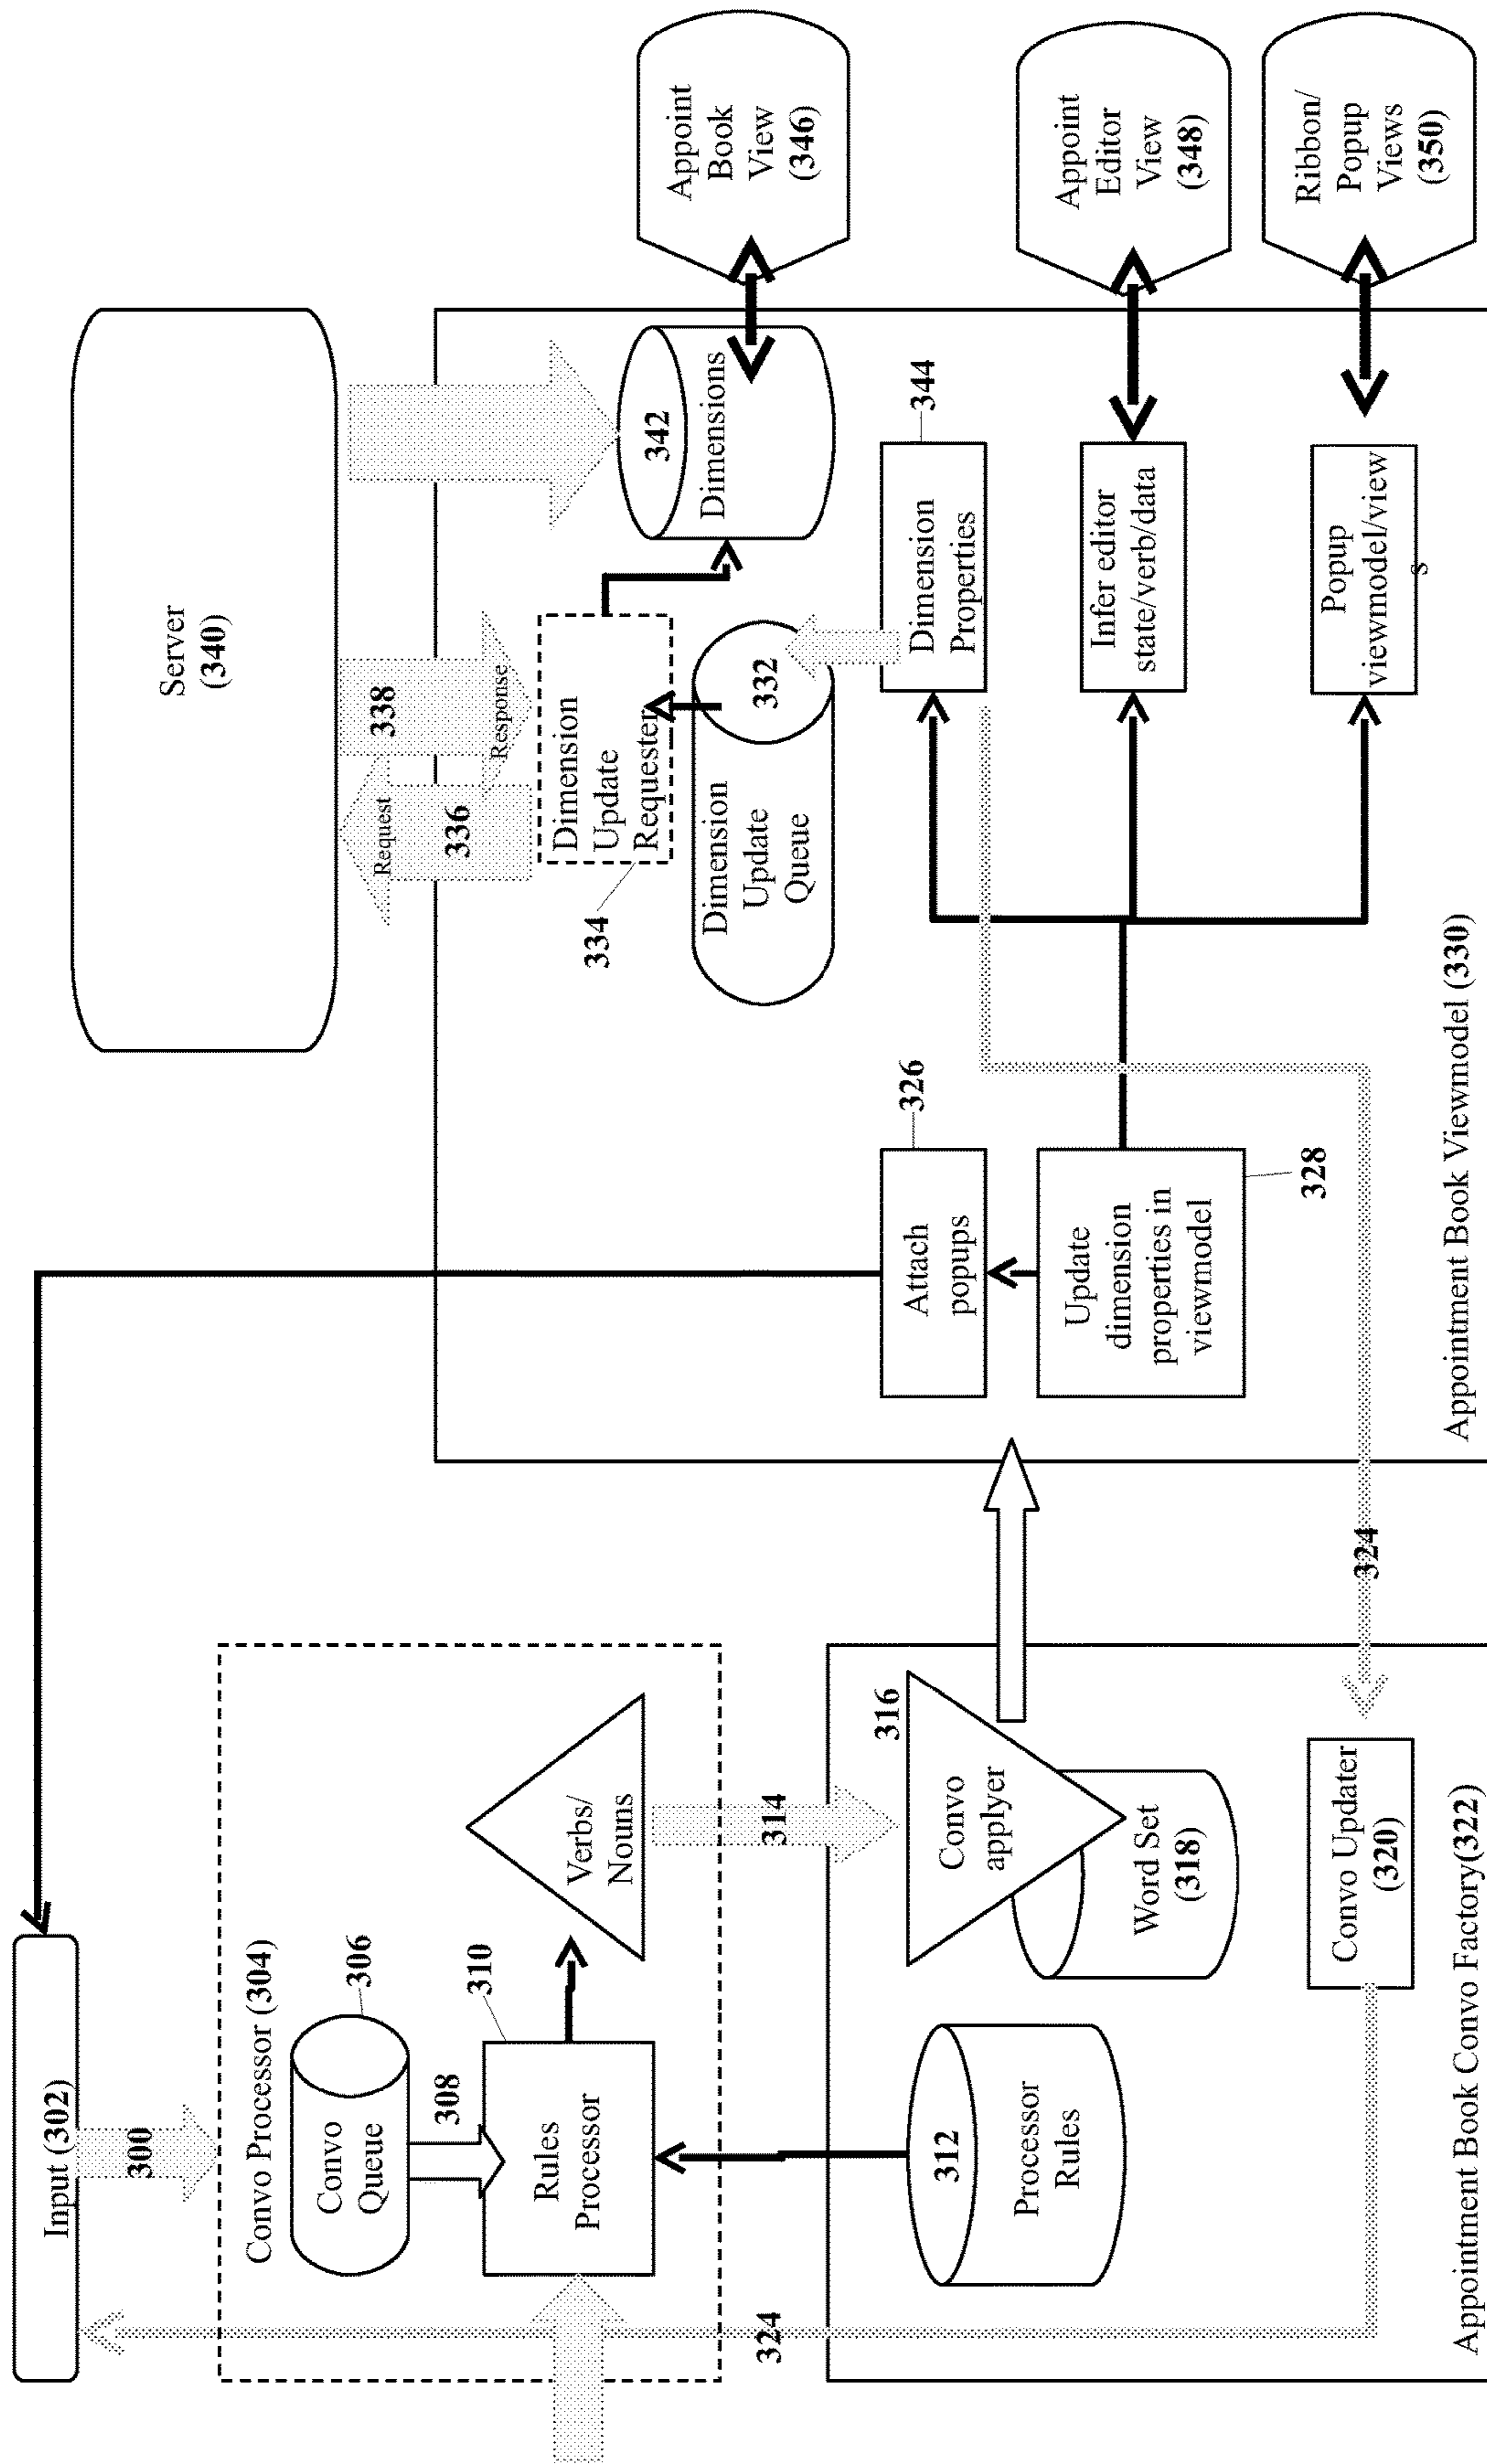 Input (302)
300
Convo Processor (304)
Convo
Queue
306
308
Rules
Processor
310
Verbs/
Nouns
314
312
Processor
Rules
Convo
applyer
316
Word Set
(318)
Convo Updater
(320)
324
324
Appointment Book Convo Factory(322)
Server
(340)
Request
336
338
Response
Dimension
Update
Requester
334
Dimension
Update
Queue
332
342
Dimensions
Dimension
Properties
344
Attach
popups
326
Update
dimension
properties in
viewmodel
328
Infer editor
state/verb/data
Popup
viewmodel/view
s
Appointment Book Viewmodel (330)
Appoint
Book
View
(346)
Appoint
Editor
View
(348)
Ribbon/
Popup
Views
(350)